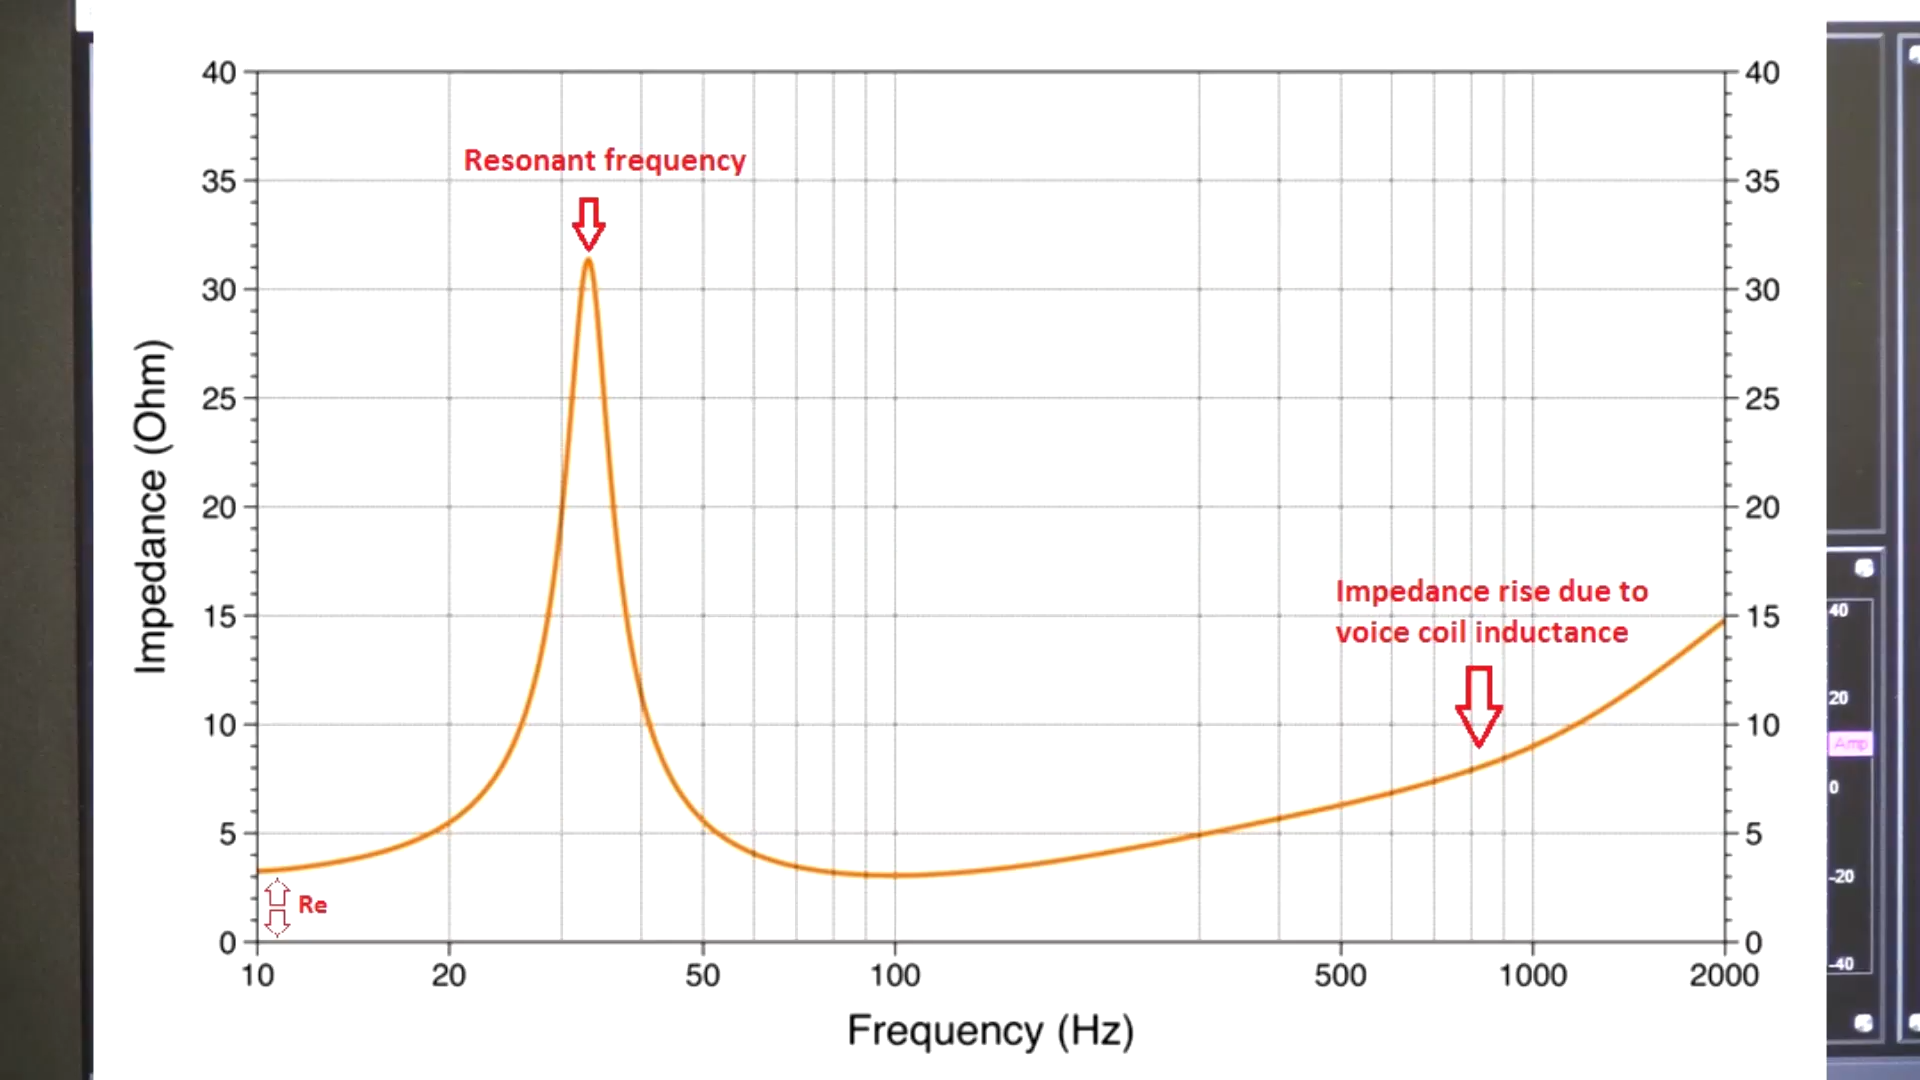 40
40
Resonant frequency
35
35
30
30
25
25
20
20
Impedance (Ohm)
Impedance rise due to
voice coil inductance
15
15
10
10
5
5
Re
0
0
10 20 50 100 500 1000 2000
Frequency (Hz)
40
20
Amp
0
-20
-40